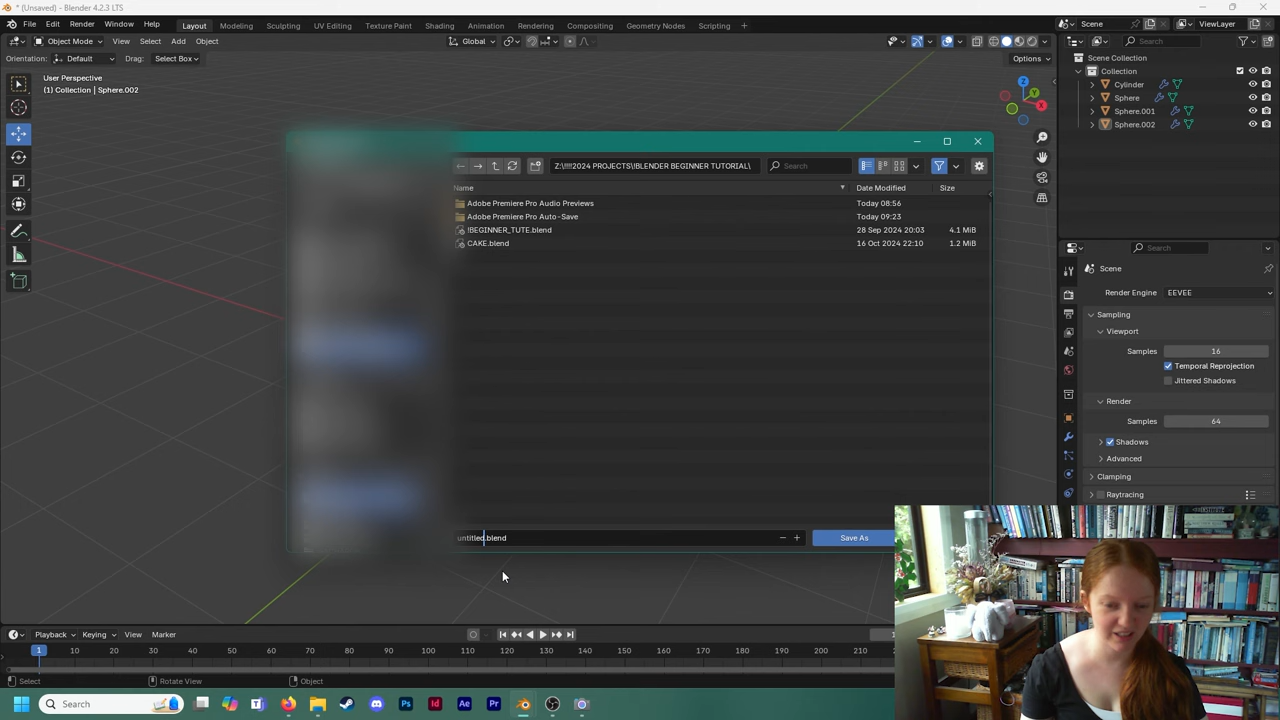 * (Unsaved) - Blender 4.2.3 LTS
File Edit Render Window Help Layout Modeling Sculpting UV Editing Texture Paint Shading Animation Rendering Compositing Geometry Nodes Scripting + Scene ViewLayer
Object Mode View Select Add Object Global Search
Orientation: Default Drag: Select Box Options
User Perspective
(1) Collection | Sphere.002
Z Y X
Scene Collection
Collection
Cylinder
Sphere
Sphere.001
Sphere.002
Z:\!!!!2024 PROJECTS\!BLENDER BEGINNER TUTORIAL\ Search
Name Date Modified Size
Adobe Premiere Pro Audio Previews Today 08:56
Adobe Premiere Pro Auto-Save Today 09:23
!BEGINNER_TUTE.blend 28 Sep 2024 20:03 4.1 MiB
CAKE.blend 16 Oct 2024 22:10 1.2 MiB
untitled.blend Save As
Search
Scene
Render Engine EEVEE
Sampling
Viewport
Samples 16
Temporal Reprojection
Jittered Shadows
Render
Samples 64
Shadows
Advanced
Clamping
Raytracing
Playback Keying View Marker 1
1 10 20 30 40 50 60 70 80 90 100 110 120 130 140 150 160 170 180 190 200 210
Select Rotate View Object
Search T Ps Id Ae Pr